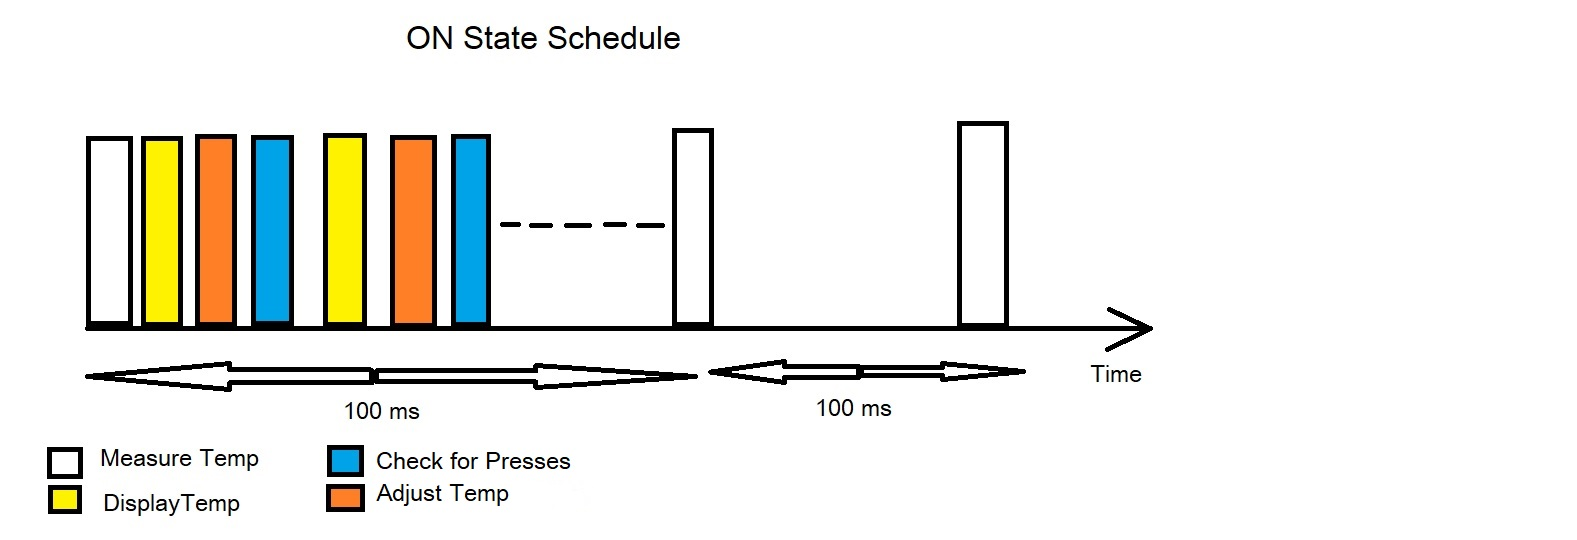 ON State Schedule
Time
100 ms
100 ms
Measure Temp
Check for Presses
DisplayTemp
Adjust Temp